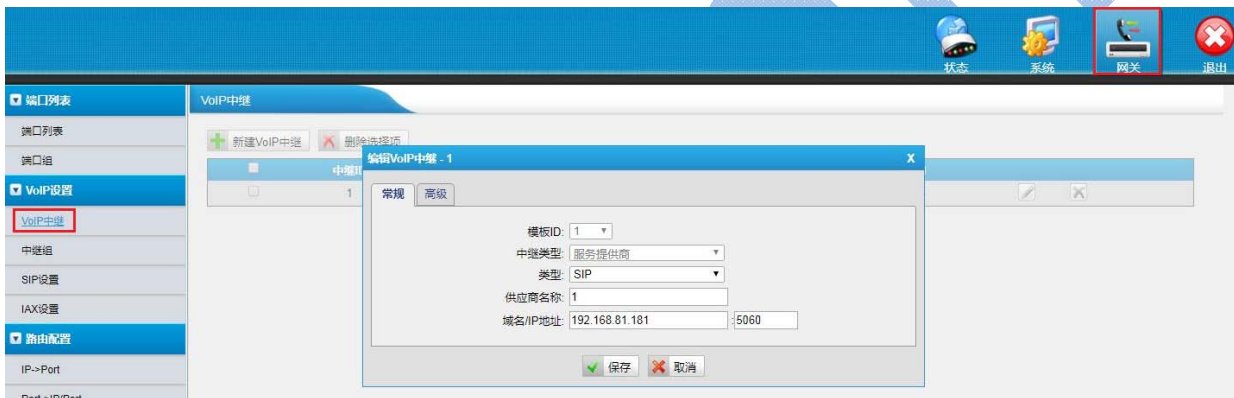 状态 系统 网关 退出
端口列表
VoIP中继
端口列表
新建VoIP中继 删除选择项
端口组
编辑VoIP中继 - 1 X
中继ID
VoIP设置
1
常规 高级
VoIP中继
模板ID: 1
中继组
中继类型: 服务提供商
SIP设置
类型: SIP
供应商名称: 1
IAX设置
域名/IP地址: 192.168.81.181 :5060
路由配置
保存 取消
IP->Port